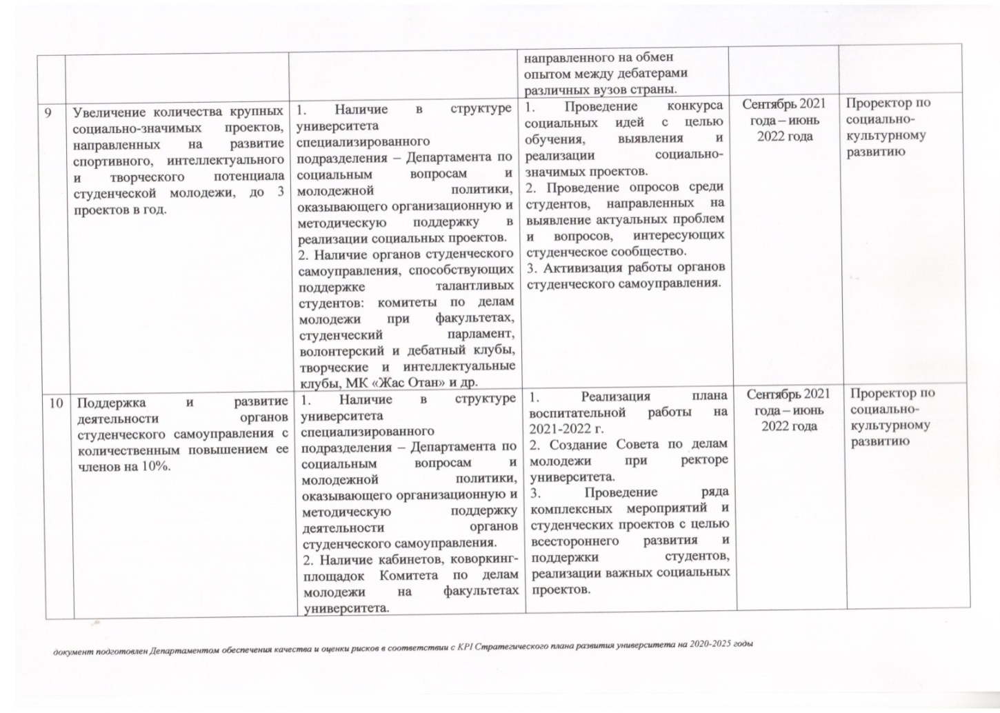 направленного на обмен
опытом между дебатерами
различных вузов страны.
9
Увеличение количества крупных
социально-значимых проектов,
направленных на развитие
спортивного, интеллектуального
и творческого потенциала
студенческой молодежи, до 3
проектов в год.
1. Наличие в структуре
университета
специализированного
подразделения – Департамента по
социальным вопросам и
молодежной политики,
оказывающего организационную и
методическую поддержку в
реализации социальных проектов.
2. Наличие органов студенческого
самоуправления, способствующих
поддержке талантливых
студентов: комитеты по делам
молодежи при факультетах,
студенческий парламент,
волонтерский и дебатный клубы,
творческие и интеллектуальные
клубы, МК «Жас Отан» и др.
1. Проведение конкурса
социальных идей с целью
обучения, выявления и
реализации социально-
значимых проектов.
2. Проведение опросов среди
студентов, направленных на
выявление актуальных проблем
и вопросов, интересующих
студенческое сообщество.
3. Активизация работы органов
студенческого самоуправления.
Сентябрь 2021
года – июнь
2022 года
Проректор по
социально-
культурному
развитию
10
Поддержка и развитие
деятельности органов
студенческого самоуправления с
количественным повышением ее
членов на 10%.
1. Наличие в структуре
университета
специализированного
подразделения – Департамента по
социальным вопросам и
молодежной политики,
оказывающего организационную и
методическую поддержку
деятельности органов
студенческого самоуправления.
2. Наличие кабинетов, коворкинг-
площадок Комитета по делам
молодежи на факультетах
университета.
1. Реализация плана
воспитательной работы на
2021-2022 г.
2. Создание Совета по делам
молодежи при ректоре
университета.
3. Проведение ряда
комплексных мероприятий и
студенческих проектов с целью
всестороннего развития и
поддержки студентов,
реализации важных социальных
проектов.
Сентябрь 2021
года – июнь
2022 года
Проректор по
социально-
культурному
развитию
документ подготовлен Департаментом обеспечения качества и оценки рисков в соответствии с KPI Стратегического плана развития университета на 2020-2025 годы